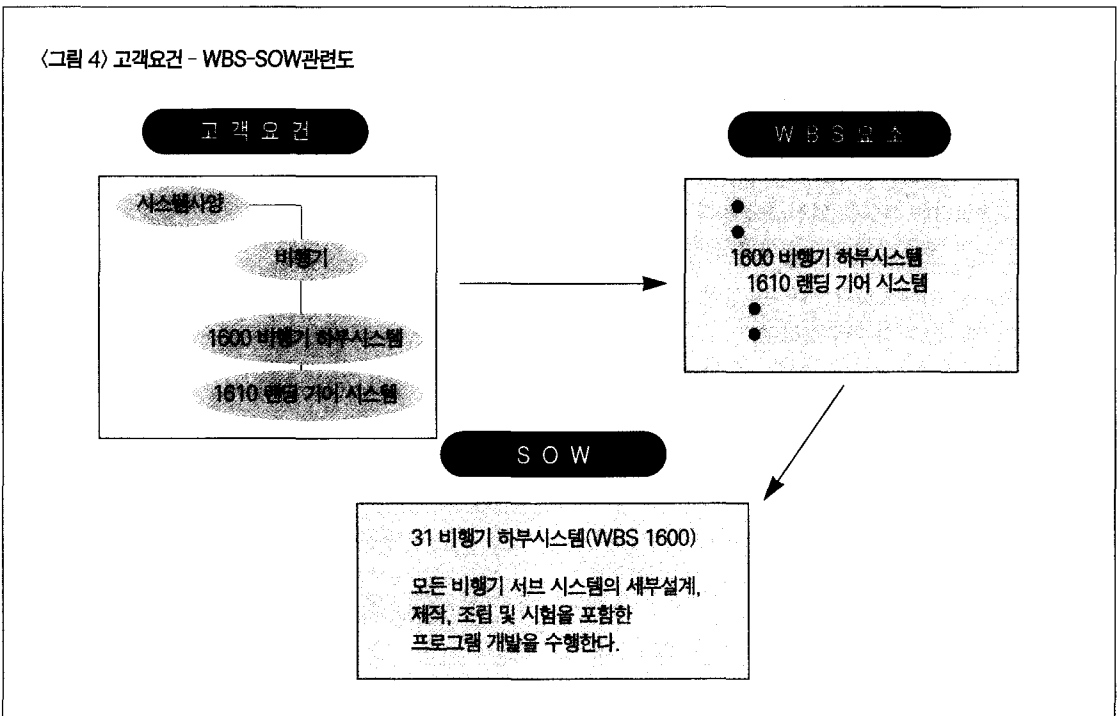 〈그림 4〉 고객요건 - WBS-SOW관련도
고 객 요 건
시스템사양
비행기
1600 비행기 하부시스템
1610 랜딩 기어 시스템
W B S 요 소
1600 비행기 하부시스템
1610 랜딩 기어 시스템
S O W
31 비행기 하부시스템(WBS 1600)
모든 비행기 서브 시스템의 세부설계,
제작, 조립 및 시험을 포함한
프로그램 개발을 수행한다.